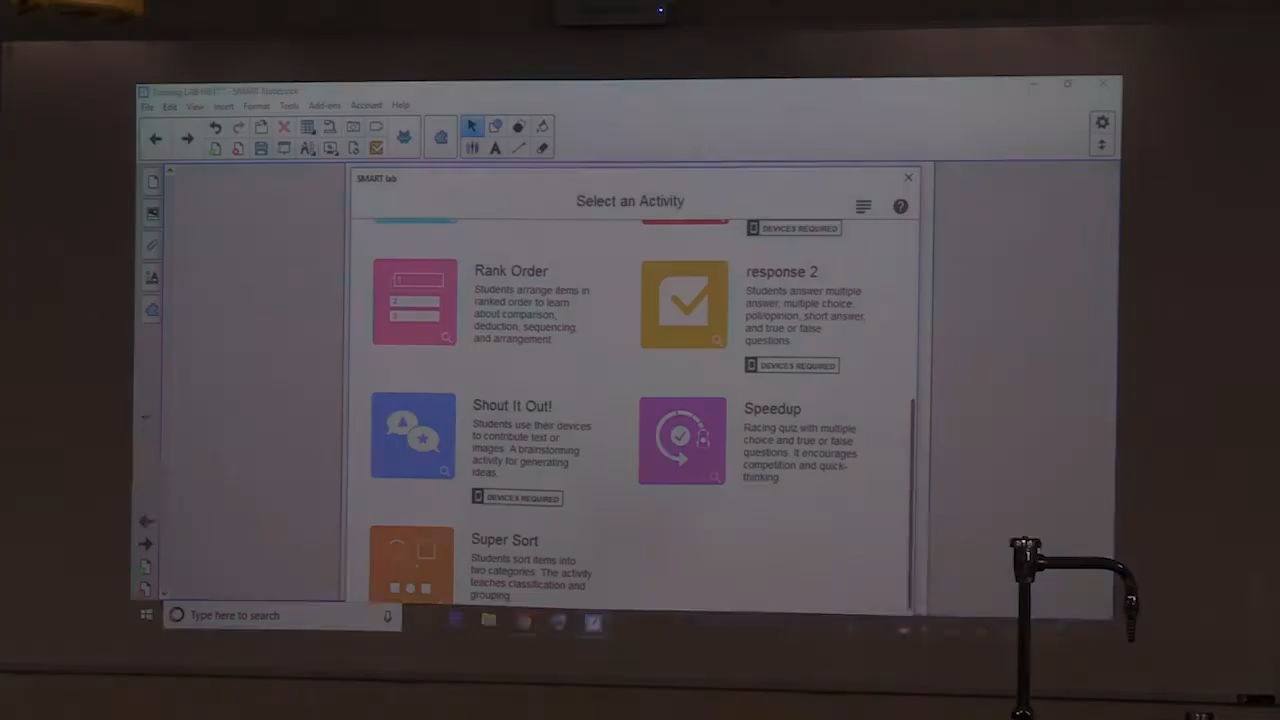 SMART Notebook
File Edit View Insert Format Tools Add-ons Account Help
SMART lab
Select an Activity
DEVICES REQUIRED
Rank Order
Students arrange items in
ranked order to learn
about comparison,
deduction, sequencing,
and arrangement.
response 2
Students answer multiple
answer, multiple choice,
poll/opinion, short answer,
and true or false
questions.
DEVICES REQUIRED
Shout It Out!
Students use their devices
to contribute text or
images. A brainstorming
activity for generating
ideas.
DEVICES REQUIRED
Speedup
Racing quiz with multiple
choice and true or false
questions. It encourages
competition and quick-
thinking.
Super Sort
Students sort items into
two categories. The activity
teaches classification and
grouping.
Type here to search